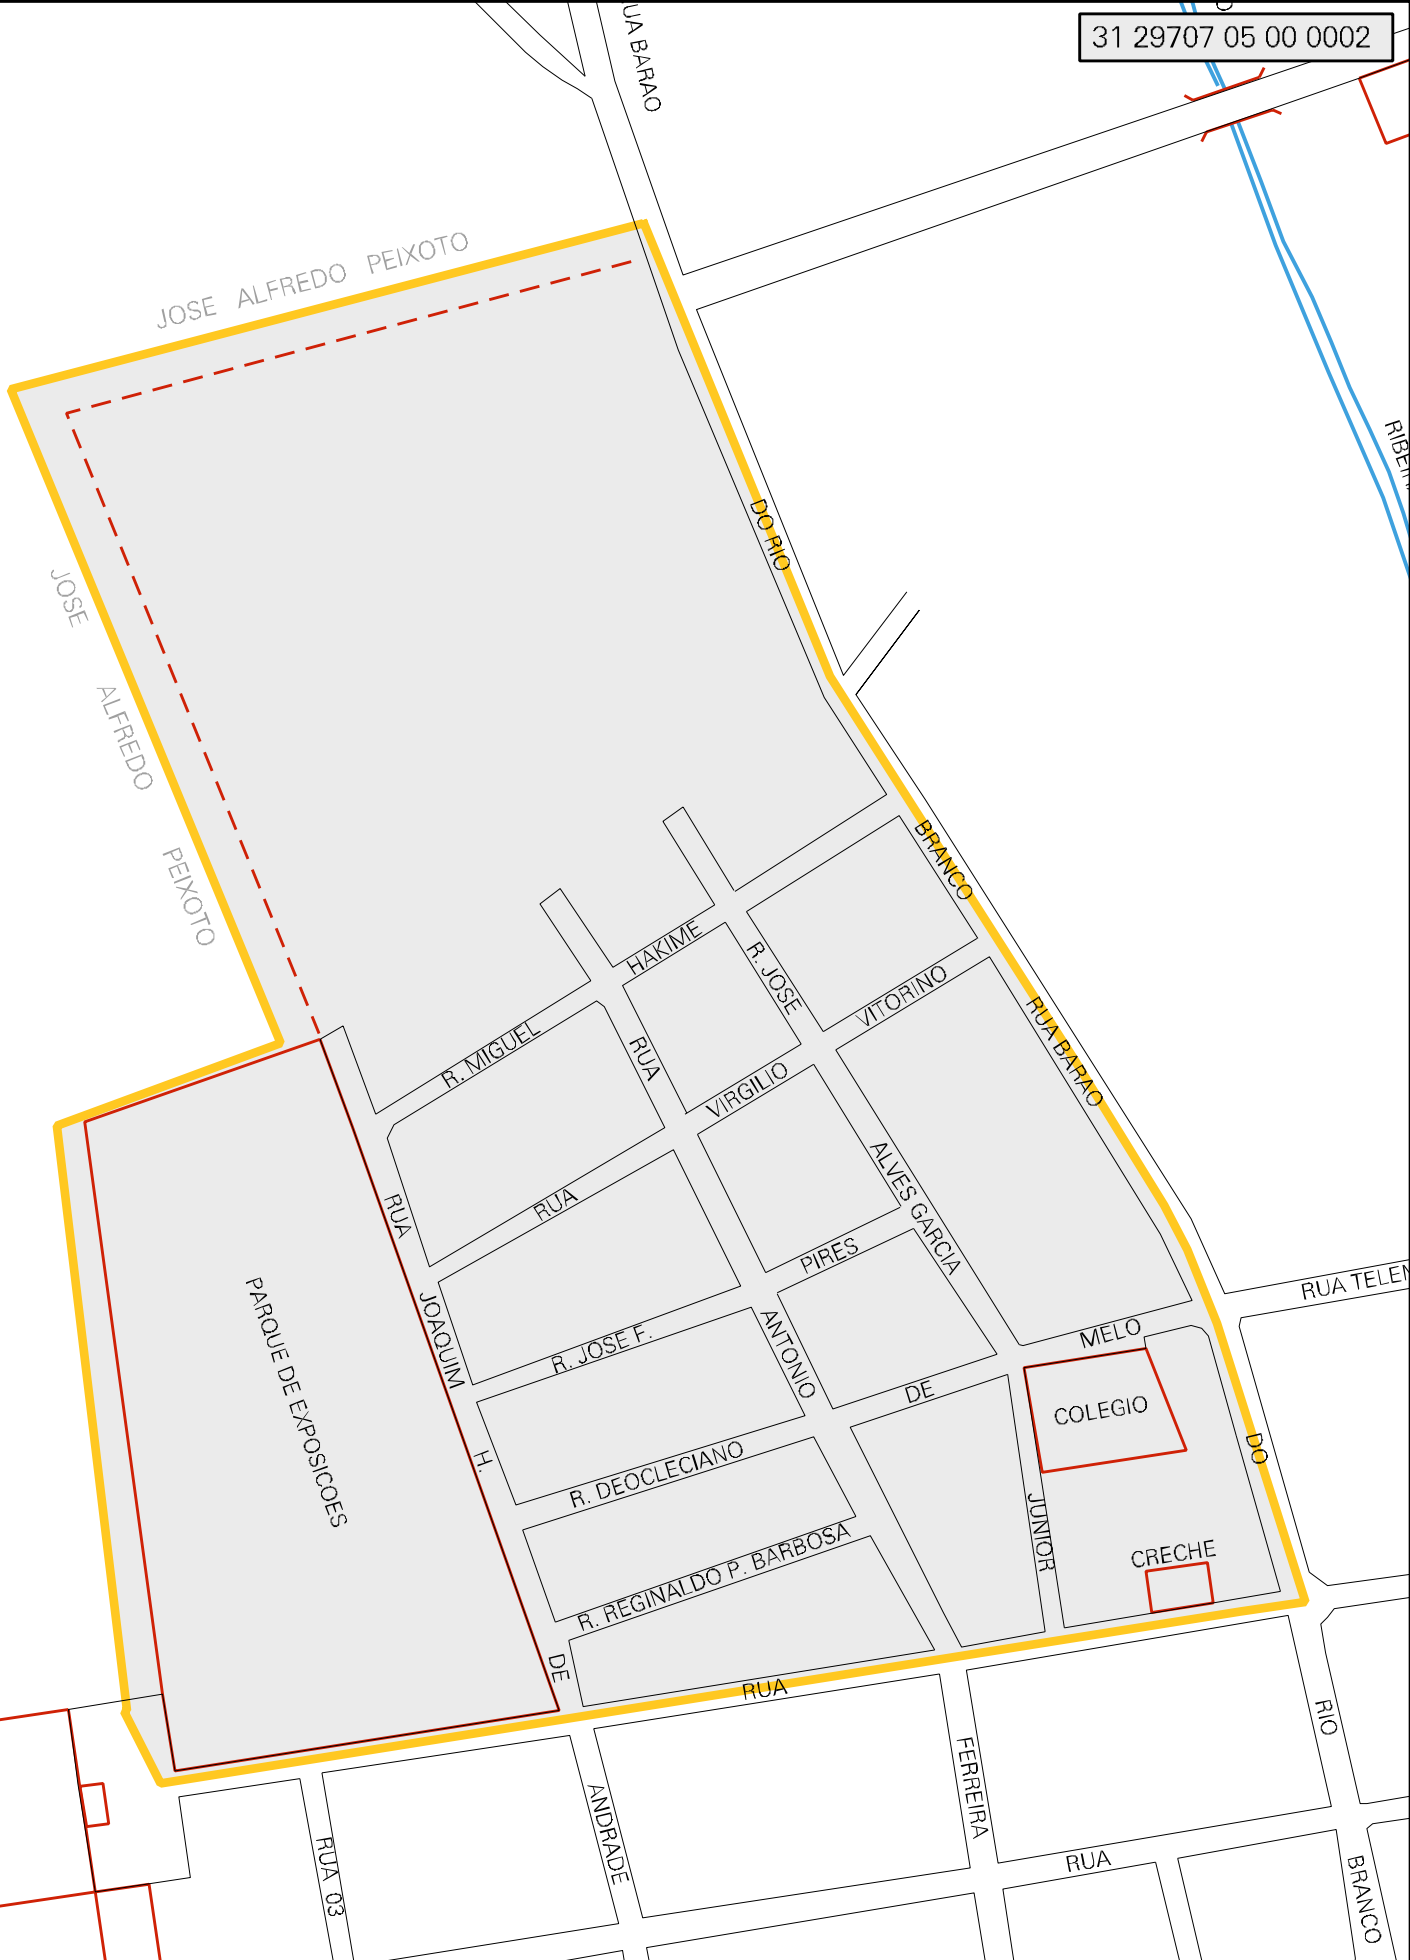 31 29707 05 00 0002
UA BARAO
JOSE ALFREDO PEIXOTO
RIBEI
DO RIO
JOSE ALFREDO PEIXOTO
BRANCO
HAKIME
R. JOSE
VITORINO
R. MIGUEL
RUA
RUA BARAO
VIRGILIO
ALVES GARCIA
RUA
RUA
PIRES
RUA TELEM
PARQUE DE EXPOSICOES
JOAQUIM
R. JOSE F.
ANTONIO
MELO
DE
COLEGIO
H.
R. DEOCLECIANO
DO
JUNIOR
R. REGINALDO P. BARBOSA
CRECHE
DE
RUA
RIO
FERREIRA
ANDRADE
RUA 03
RUA
BRANCO